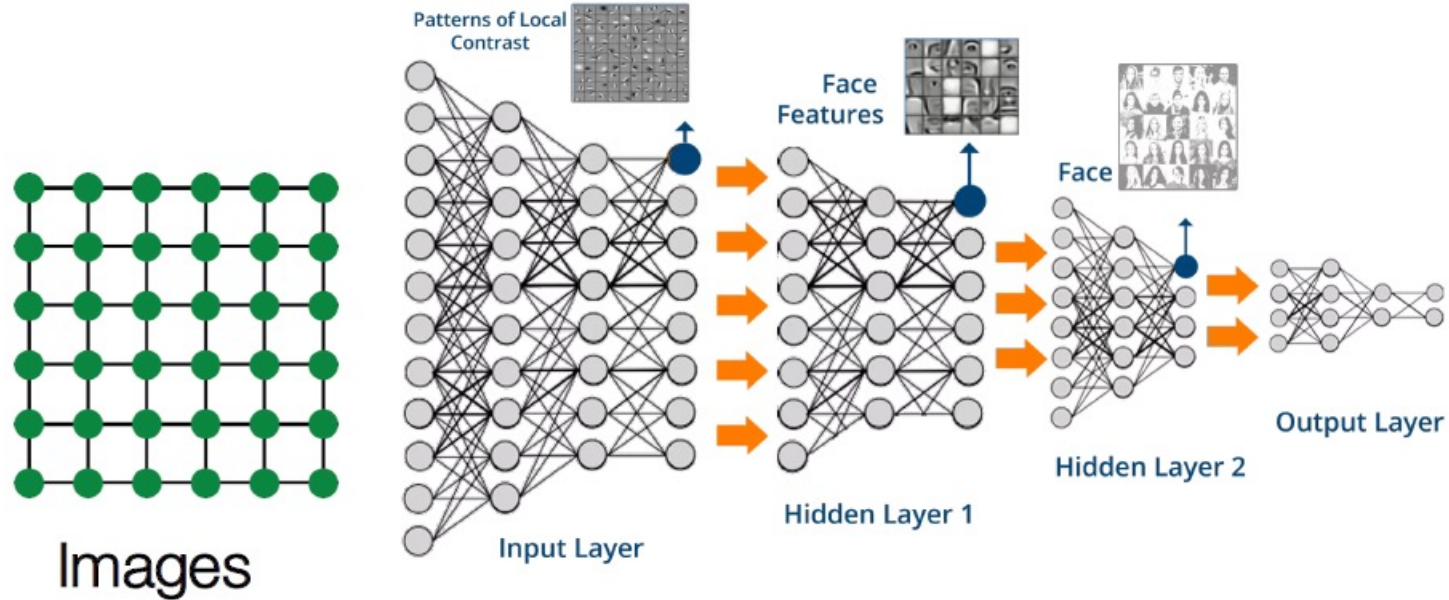 Patterns of Local
Contrast
Face
Features
Face
Images
Input Layer
Hidden Layer 1
Hidden Layer 2
Output Layer